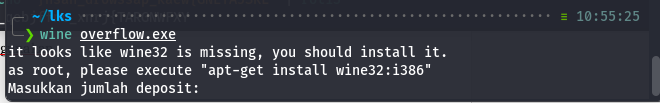 ~/lks ≡ 10:55:25
❯ wine overflow.exe
it looks like wine32 is missing, you should install it.
as root, please execute "apt-get install wine32:i386"
Masukkan jumlah deposit: